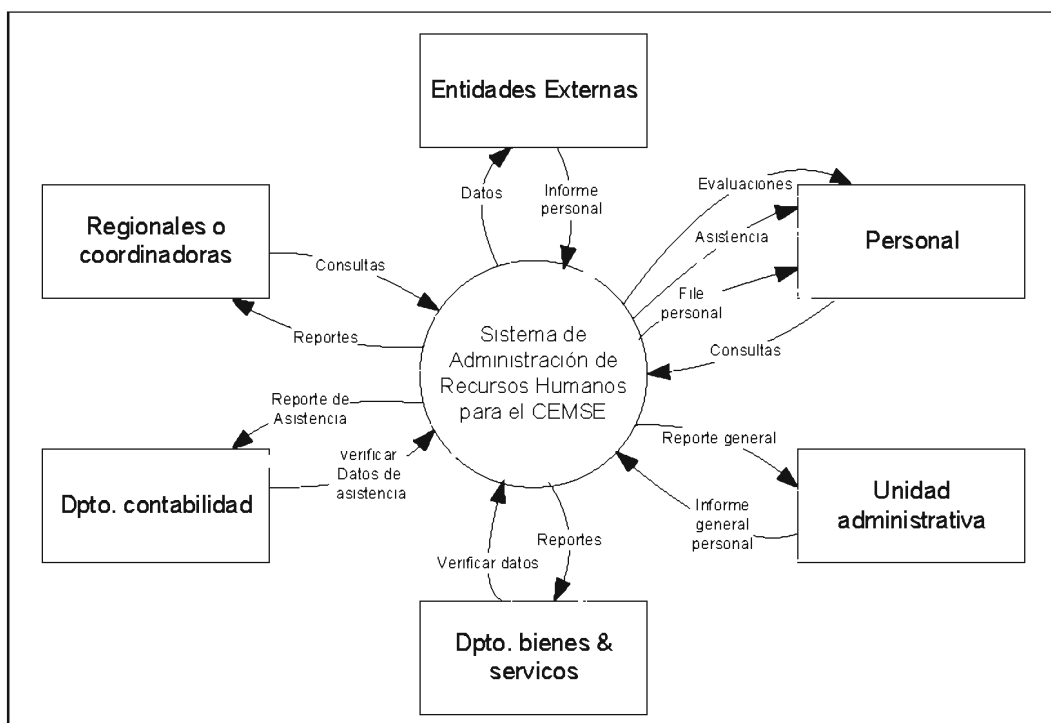 Entidades Externas
Datos
Informe
personal
Evaluaciones
Regionales o
coordinadoras
Personal
Asistencia
Consultas
File
personal
Reportes
Sistema de
Administración de
Recursos Humanos
para el CEMSE
Consultas
Reporte de
Asistencia
Reporte general
verificar
Datos de
asistencia
Dpto. contabilidad
Unidad
administrativa
Informe
general
personal
Reportes
Verificar datos
Dpto. bienes &
servicos